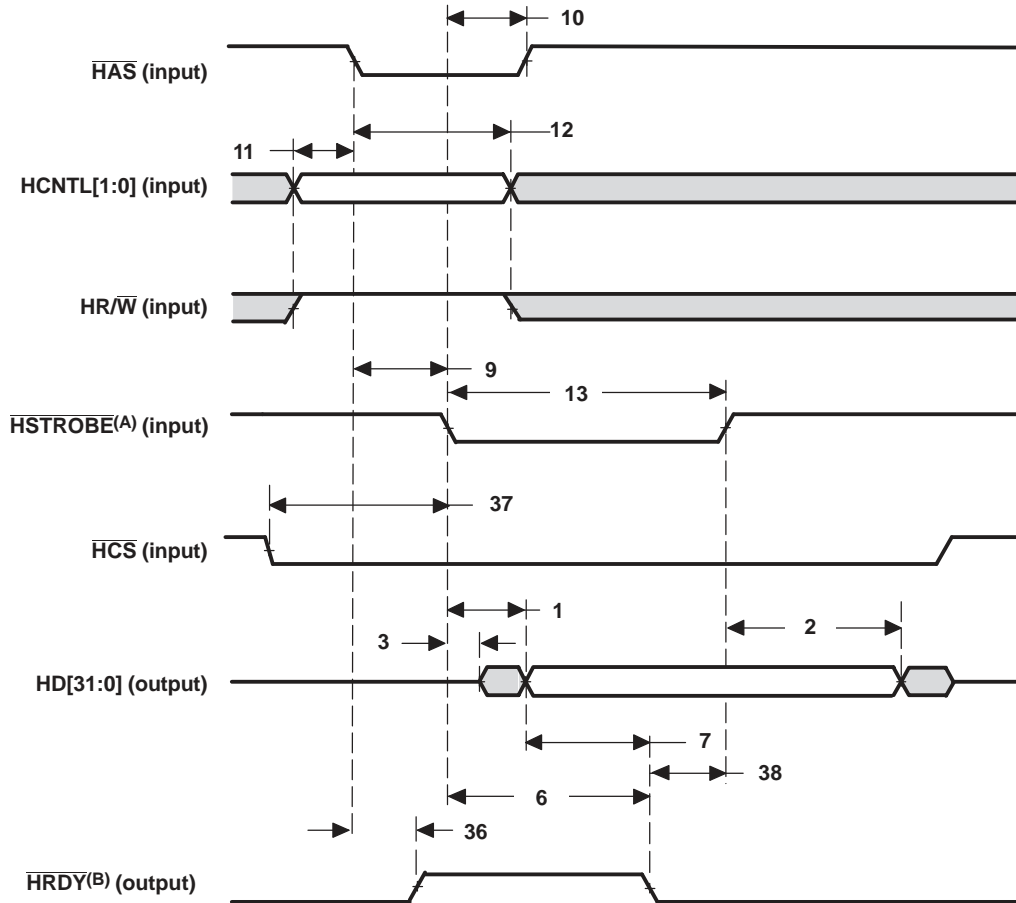 10
HAS (input)
12
11
HCNTL[1:0] (input)
HR/W (input)
9
13
HSTROBE(A) (input)
37
HCS (input)
1
2
3
HD[31:0] (output)
7
38
6
36
HRDY(B) (output)